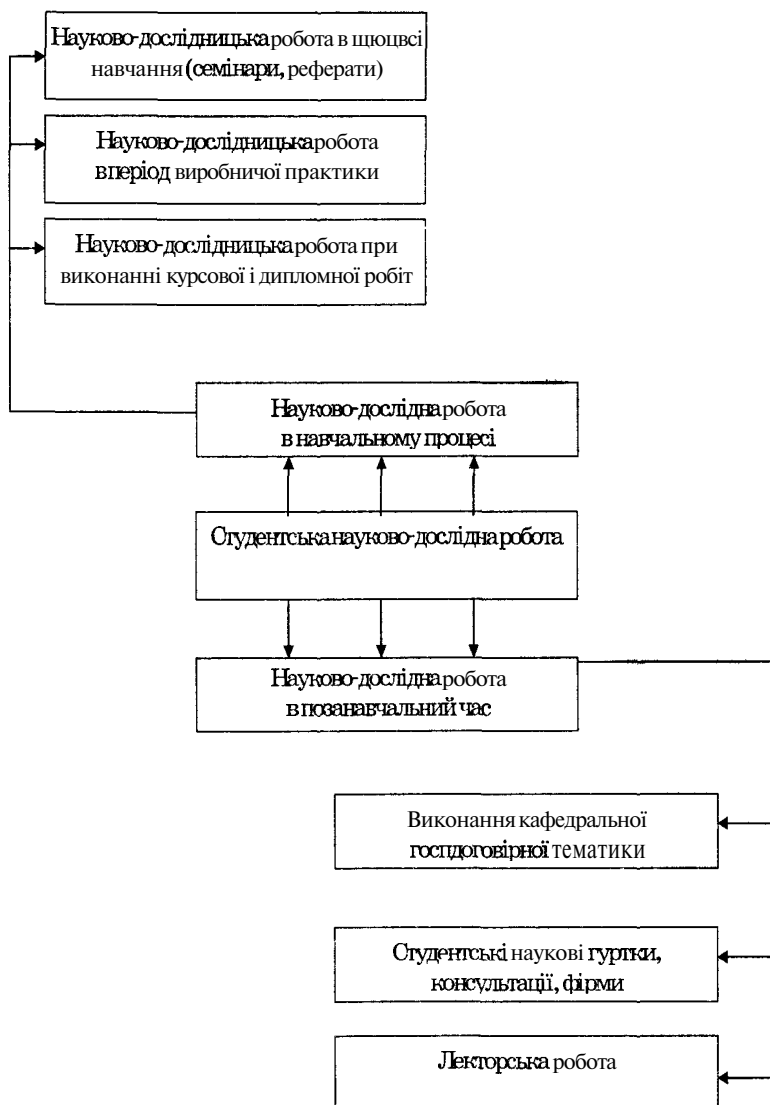 Науково-дослідницька робота в щюцвсі
навчання (семінари, реферати)
Науково-дослідницька робота
в період виробничої практики
Науково-дослідницька робота при
виконанні курсової і дипломної робіт
Науково-дослідна робота
в навчальному процесі
Студентська науково-дослідна робота
Науково-дослідна робота
в позанавчальний час
Виконання кафедральної
госпдоговірної тематики
Студентські наукові гуртки,
консультації, фірми
Лекторська робота